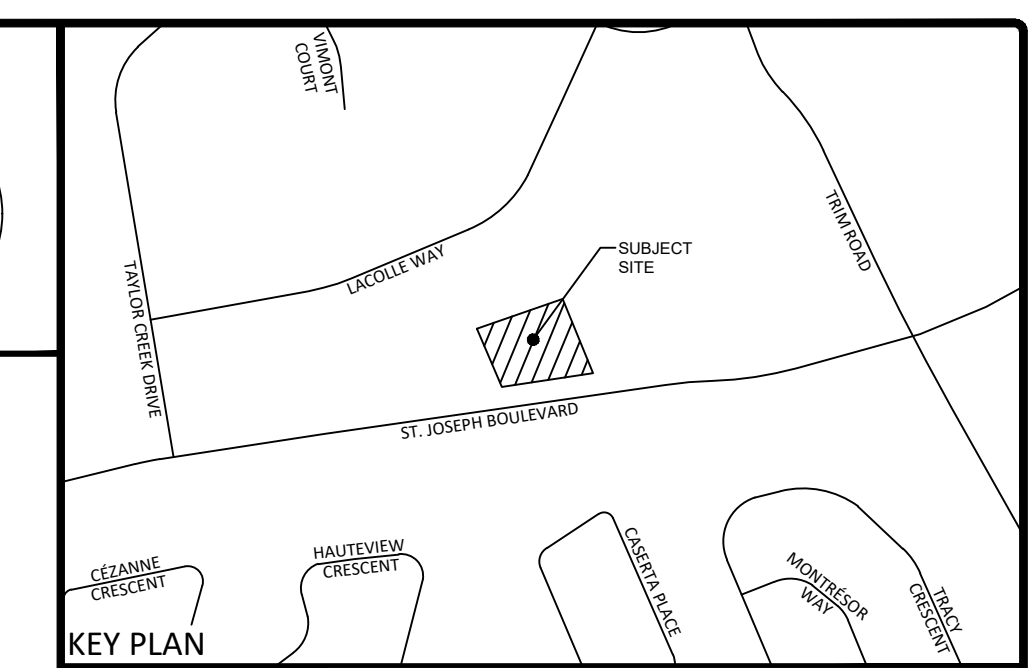 VIMONT
COURT
TRIM ROAD
SUBJECT
SITE
LACOLLE WAY
TAYLOR CREEK DRIVE
ST. JOSEPH BOULEVARD
CÉZANNE
CRESCENT
HAUTEVIEW
CRESCENT
CASERTA PLACE
MONTRÉSOR
WAY
TRACY
CRESCENT
KEY PLAN